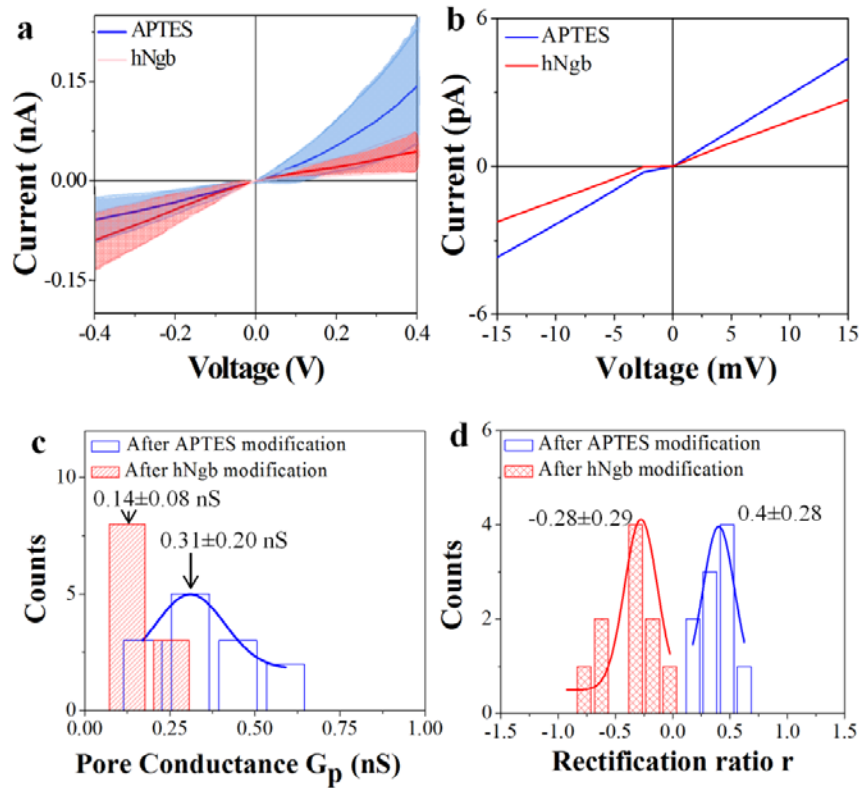 a
APTES
hNgb
0.15
0.00
-0.15
Current (nA)
-0.4
-0.2
0.0
0.2
0.4
Voltage (V)
b
APTES
hNgb
6
0
-6
Current (pA)
-15
-10
-5
0
5
10
15
Voltage (mV)
c
After APTES modification
After hNgb modification
0.14±0.08 nS
0.31±0.20 nS
10
5
0
Counts
0.00
0.25
0.50
0.75
1.00
Pore Conductance Gp (nS)
d
After APTES modification
After hNgb modification
-0.28±0.29
0.4±0.28
6
4
2
0
Counts
-1.5
-1.0
-0.5
0.0
0.5
1.0
1.5
Rectification ratio r